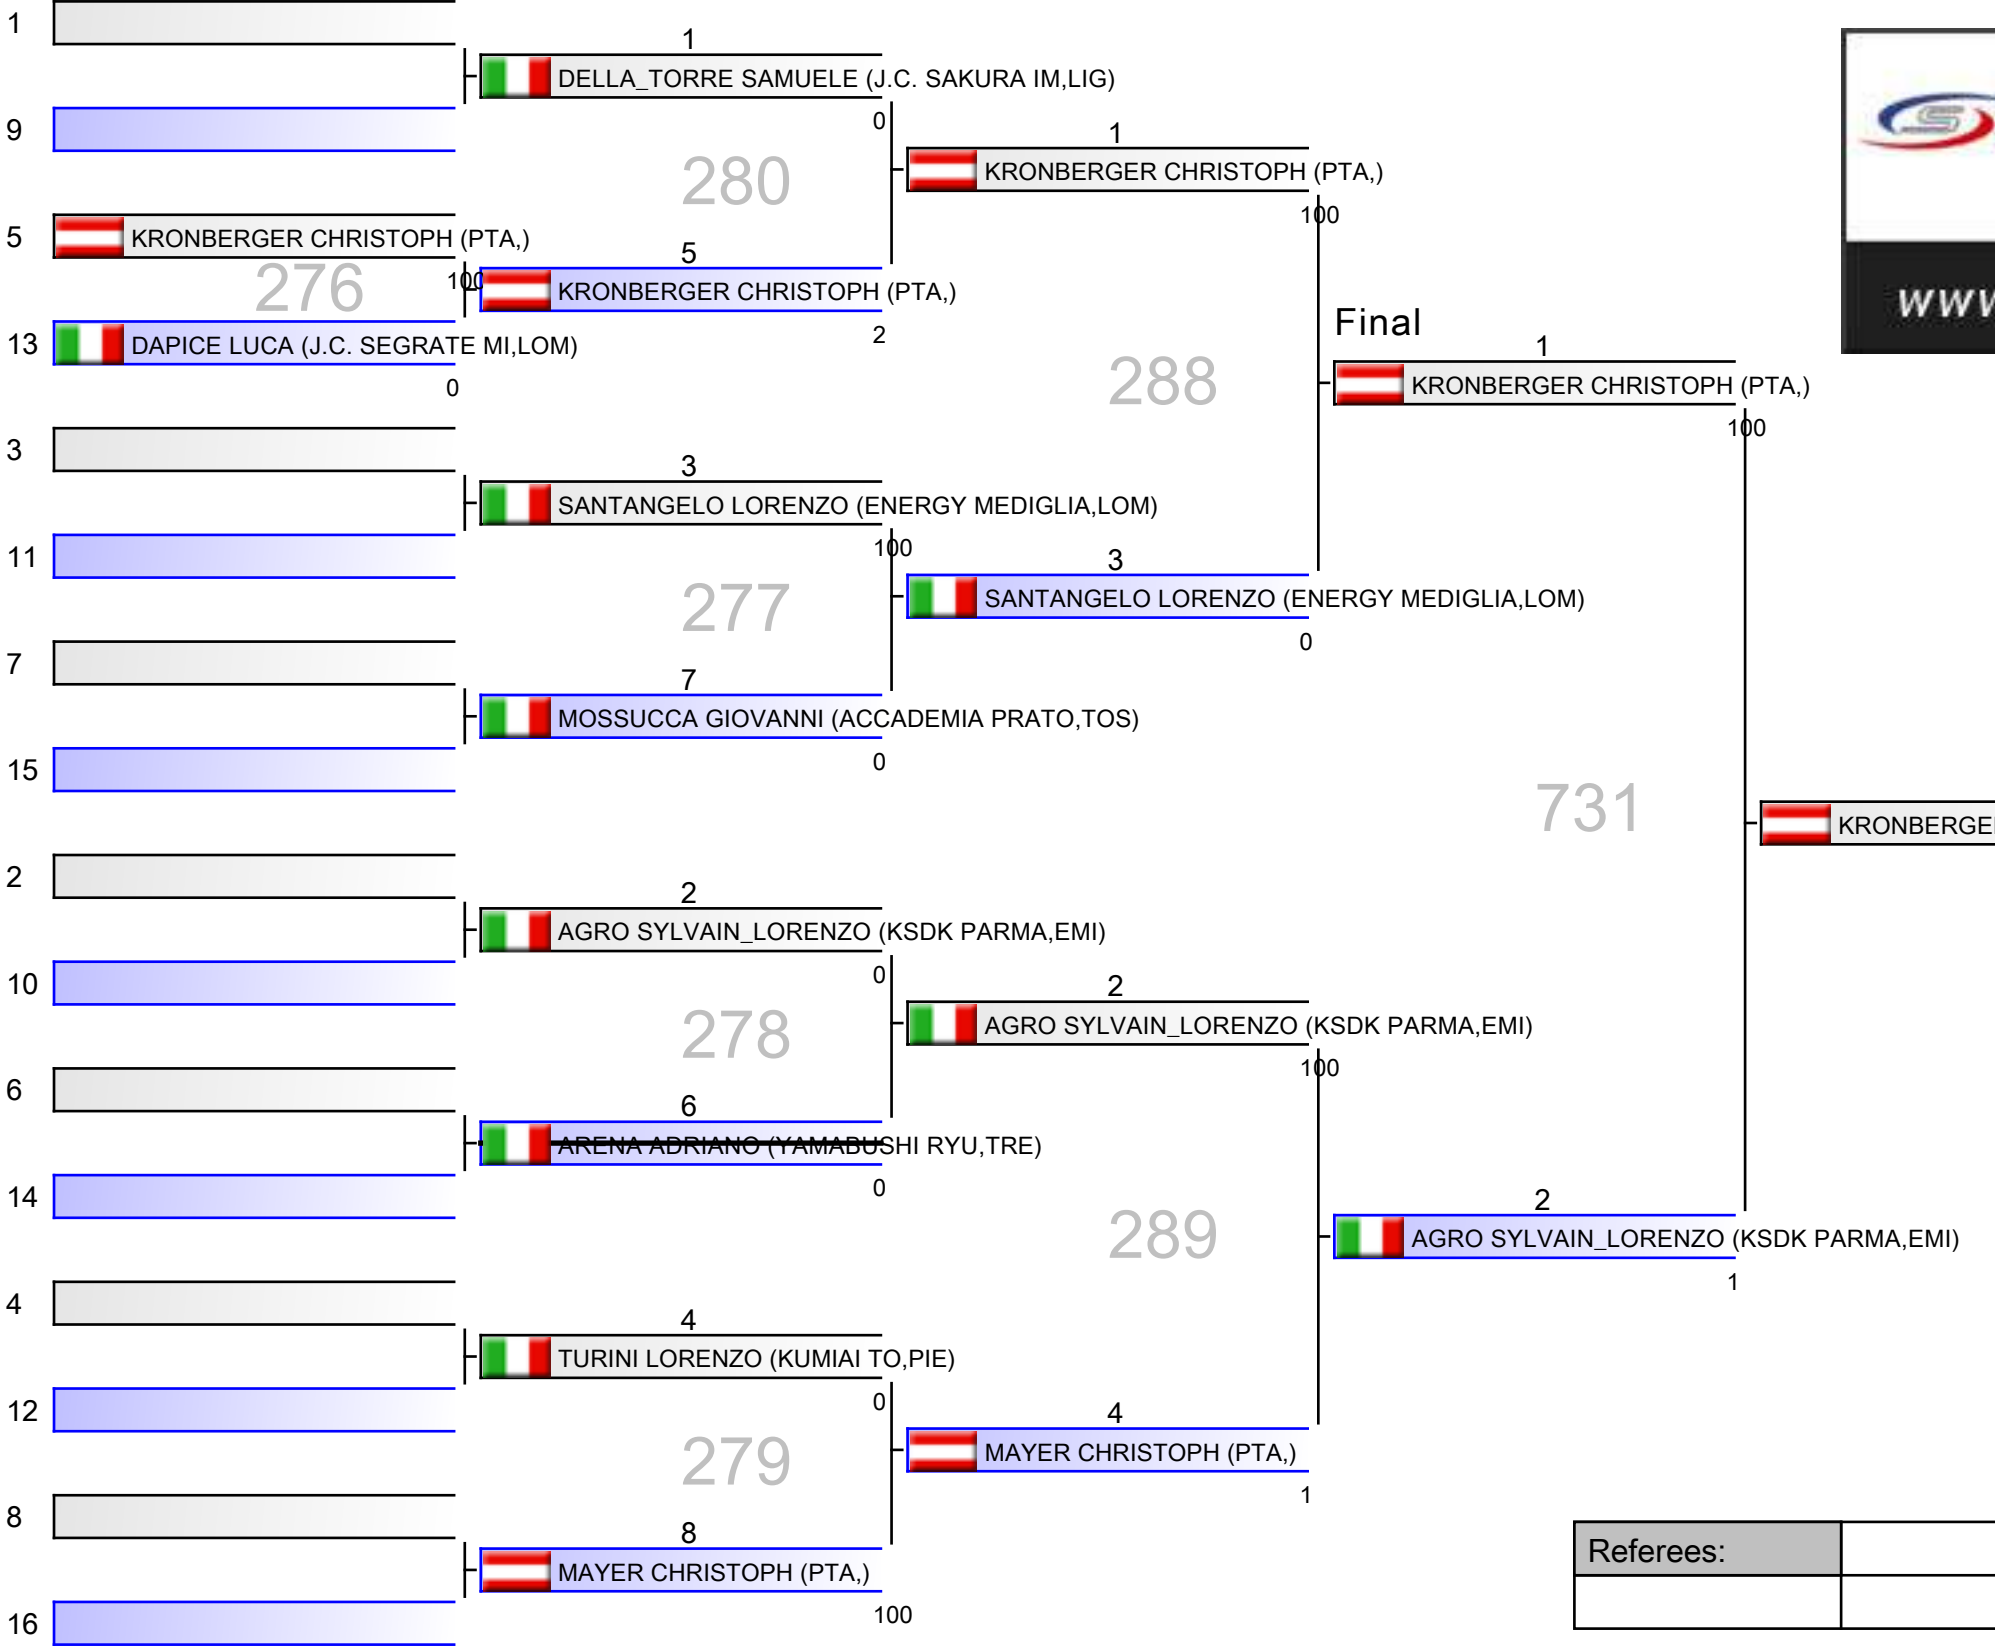 1
1
DELLA_TORRE SAMUELE (J.C. SAKURA IM,LIG)
0
9
280
1
KRONBERGER CHRISTOPH (PTA,)
100
5
KRONBERGER CHRISTOPH (PTA,)
100
276
5
KRONBERGER CHRISTOPH (PTA,)
2
13
DAPICE LUCA (J.C. SEGRATE MI,LOM)
0
288
Final
1
KRONBERGER CHRISTOPH (PTA,)
100
WWW
3
3
SANTANGELO LORENZO (ENERGY MEDIGLIA,LOM)
100
11
277
3
SANTANGELO LORENZO (ENERGY MEDIGLIA,LOM)
0
7
7
MOSSUCCA GIOVANNI (ACCADEMIA PRATO,TOS)
0
15
731
KRONBERGE
2
2
AGRO SYLVAIN_LORENZO (KSDK PARMA,EMI)
0
10
278
2
AGRO SYLVAIN_LORENZO (KSDK PARMA,EMI)
100
6
6
ARENA ADRIANO (YAMABUSHI RYU,TRE)
0
14
289
2
AGRO SYLVAIN_LORENZO (KSDK PARMA,EMI)
1
4
4
TURINI LORENZO (KUMIAI TO,PIE)
0
12
279
4
MAYER CHRISTOPH (PTA,)
1
8
8
MAYER CHRISTOPH (PTA,)
100
16
Referees: